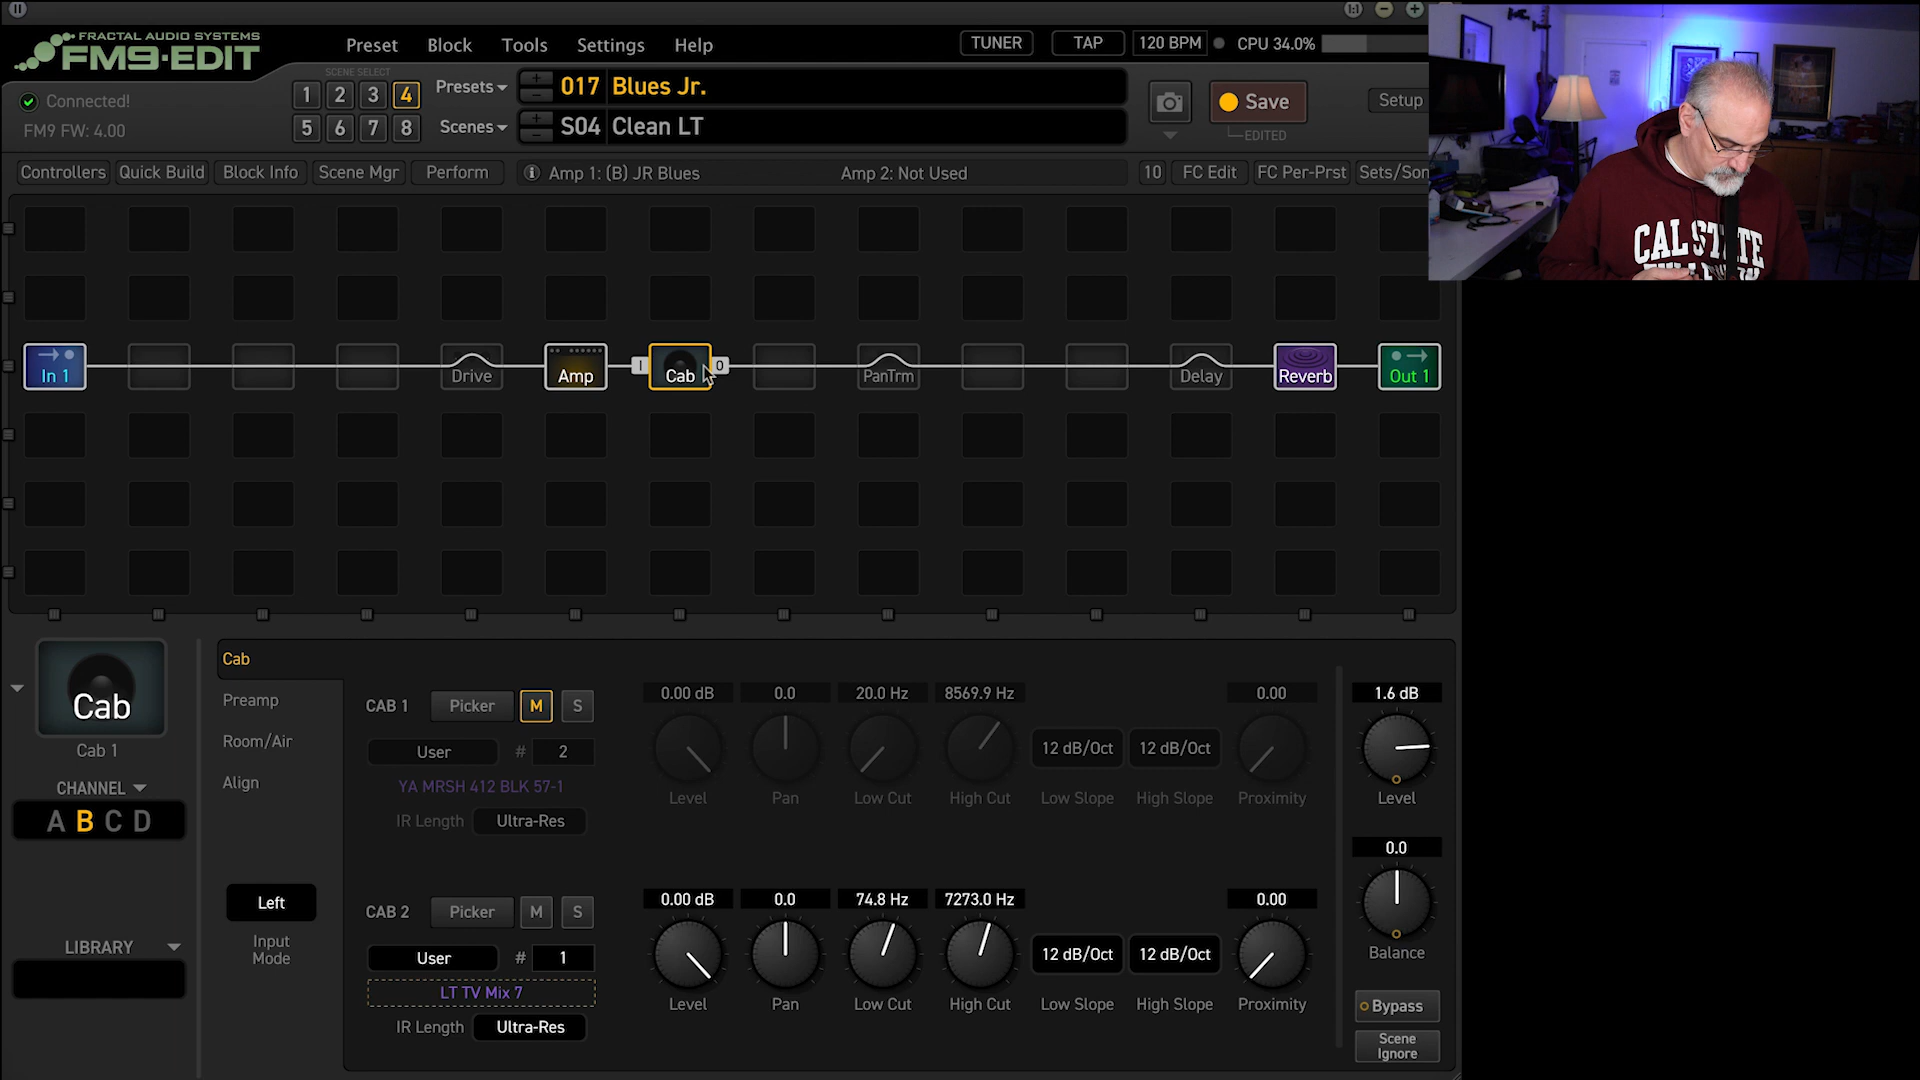 FRACTAL AUDIO SYSTEMS
FM9-EDIT
Preset Block Tools Settings Help
TUNER TAP 120 BPM CPU 34.0%
1:1
SCENE SELECT
1 2 3 4
5 6 7 8
Presets
017 Blues Jr.
Scenes
S04 Clean LT
Save
EDITED
Setup
Connected!
FM9 FW: 4.00
Controllers Quick Build Block Info Scene Mgr Perform
Amp 1: (B) JR Blues Amp 2: Not Used
10 FC Edit FC Per-Prst Sets/Son
CAL STATE
In 1 Drive Amp I Cab O PanTrm Delay Reverb Out 1
Cab
Cab 1
CHANNEL
A B C D
LIBRARY
Cab
Preamp
Room/Air
Align
Left
Input
Mode
CAB 1 Picker M S
User # 2
YA MRSH 412 BLK 57-1
IR Length Ultra-Res
0.00 dB 0.0 20.0 Hz 8569.9 Hz 0.00
12 dB/Oct 12 dB/Oct
Level Pan Low Cut High Cut Low Slope High Slope Proximity
CAB 2 Picker M S
User # 1
LT TV Mix 7
IR Length Ultra-Res
0.00 dB 0.0 74.8 Hz 7273.0 Hz 0.00
12 dB/Oct 12 dB/Oct
Level Pan Low Cut High Cut Low Slope High Slope Proximity
1.6 dB
Level
0.0
Balance
Bypass
Scene
Ignore